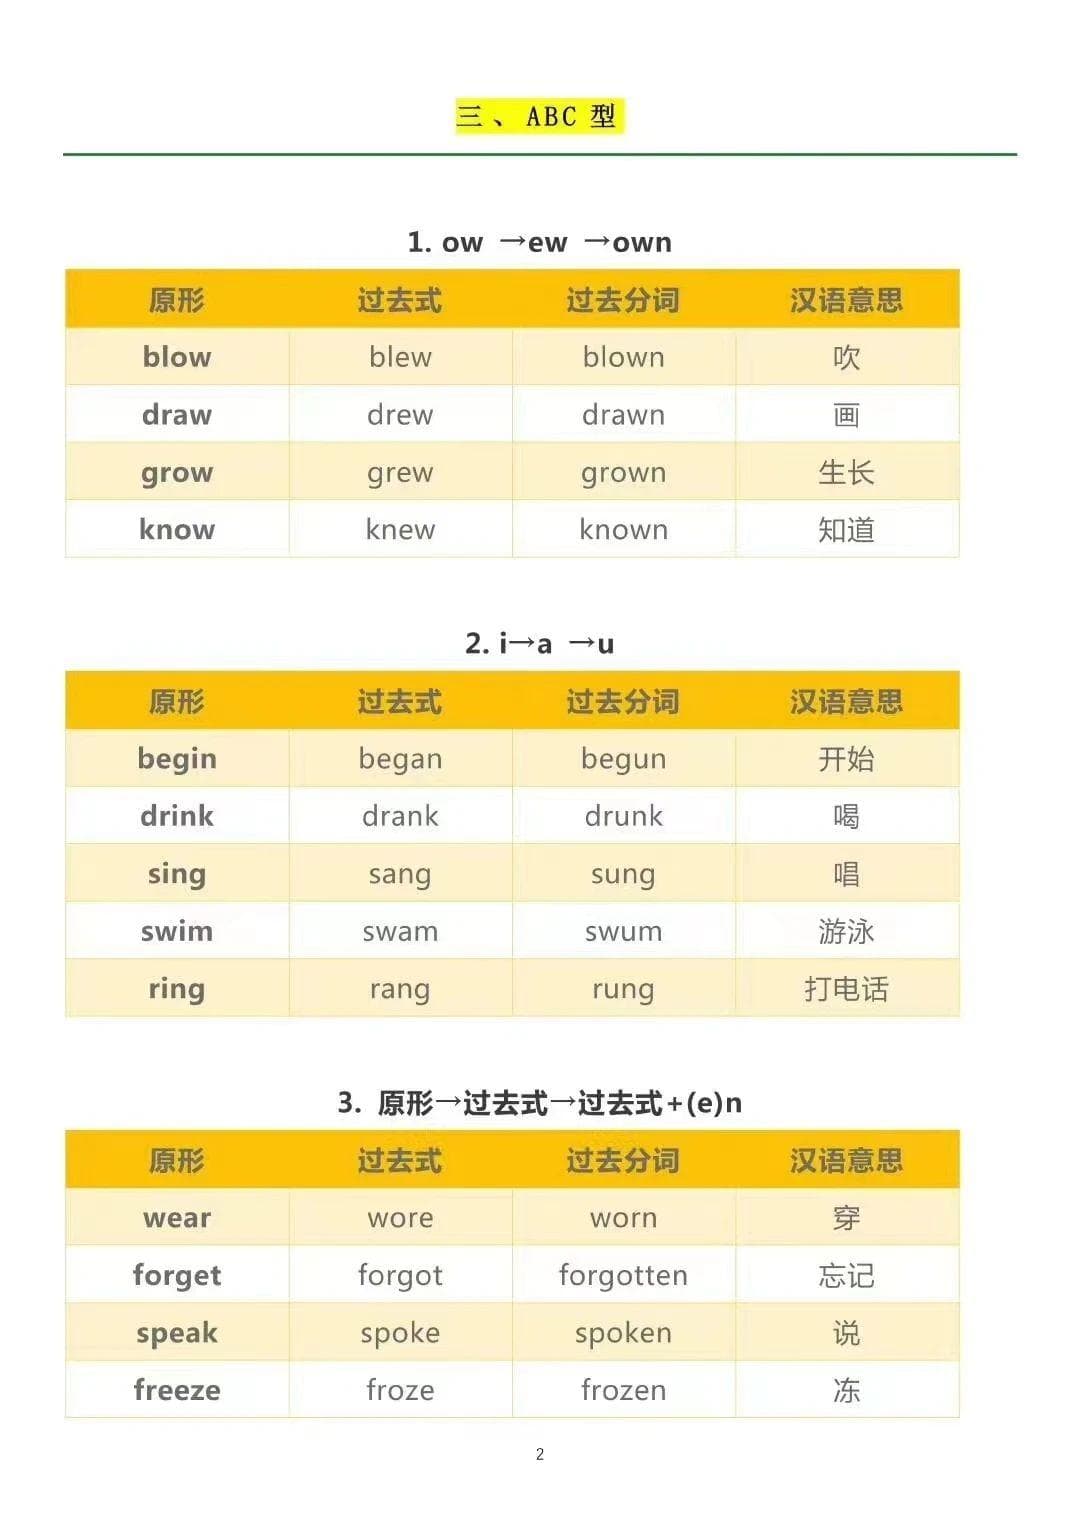 三、ABC 型
1. ow →ew →own
原形 过去式 过去分词 汉语意思
blow blew blown 吹
draw drew drawn 画
grow grew grown 生长
know knew known 知道
2. i→a →u
原形 过去式 过去分词 汉语意思
begin began begun 开始
drink drank drunk 喝
sing sang sung 唱
swim swam swum 游泳
ring rang rung 打电话
3. 原形→过去式→过去式+(e)n
原形 过去式 过去分词 汉语意思
wear wore worn 穿
forget forgot forgotten 忘记
speak spoke spoken 说
freeze froze frozen 冻
2